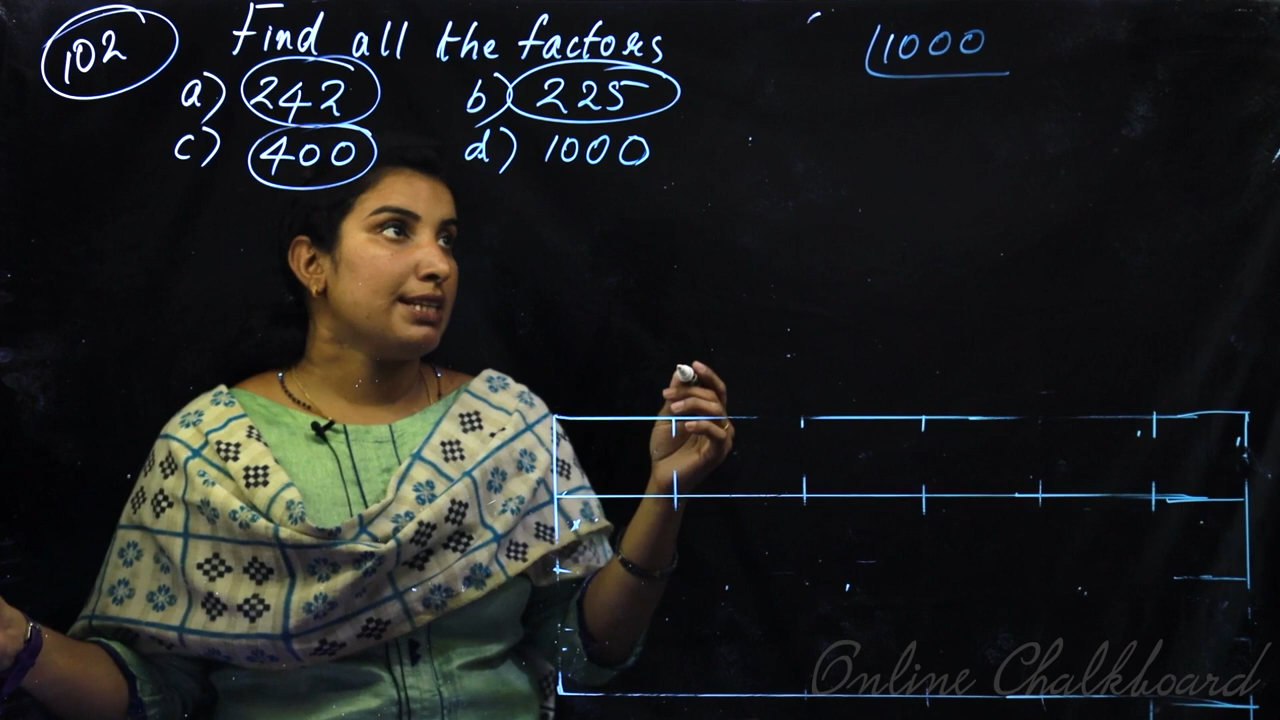 102 Find all the factors
a) 242 b) 225
c) 400 d) 1000
1000
Online Chalkboard